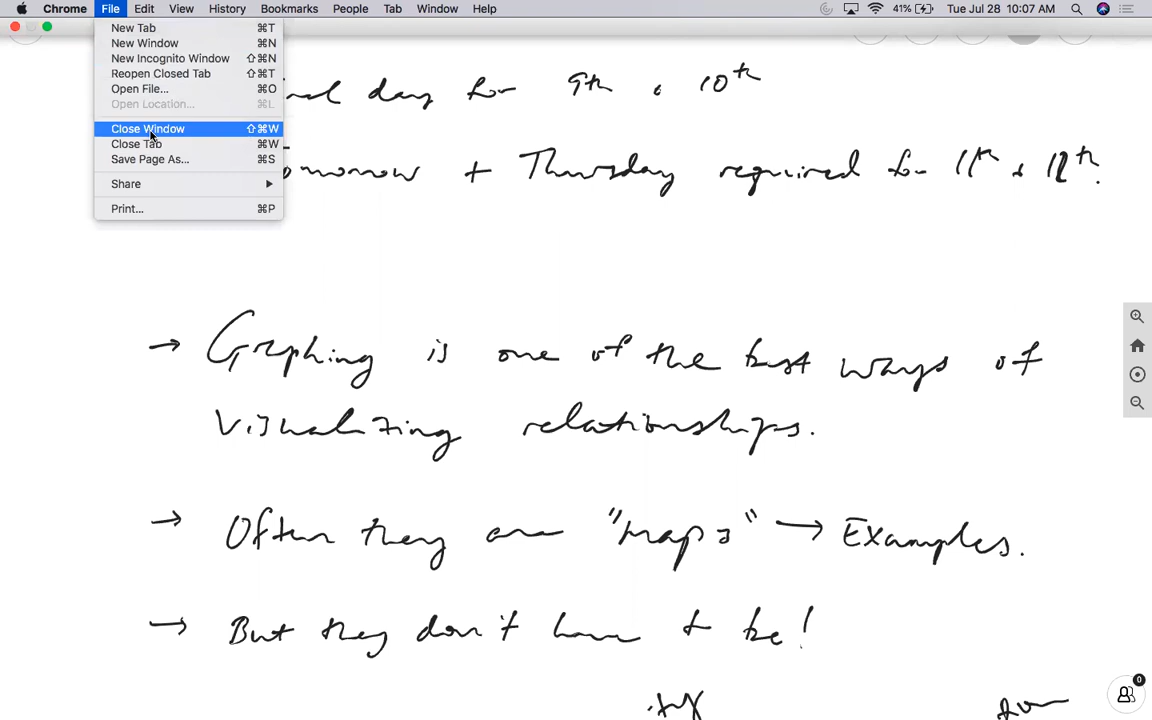 Chrome File Edit View History Bookmarks People Tab Window Help 41% Tue Jul 28 10:07 AM
New Tab ⌘T
New Window ⌘N
New Incognito Window ⇧⌘N
Reopen Closed Tab ⇧⌘T
Open File... ⌘O
Open Location... ⌘L
Close Window ⇧⌘W
Close Tab ⌘W
Save Page As... ⌘S
Share
Print... ⌘P
day for 9th & 10th
omorrow + Thursday required for 11th & 12th.
→ Graphing is one of the best ways of
visualizing relationships.
→ Often they are "maps" → Examples.
→ But they don't have to be!
0